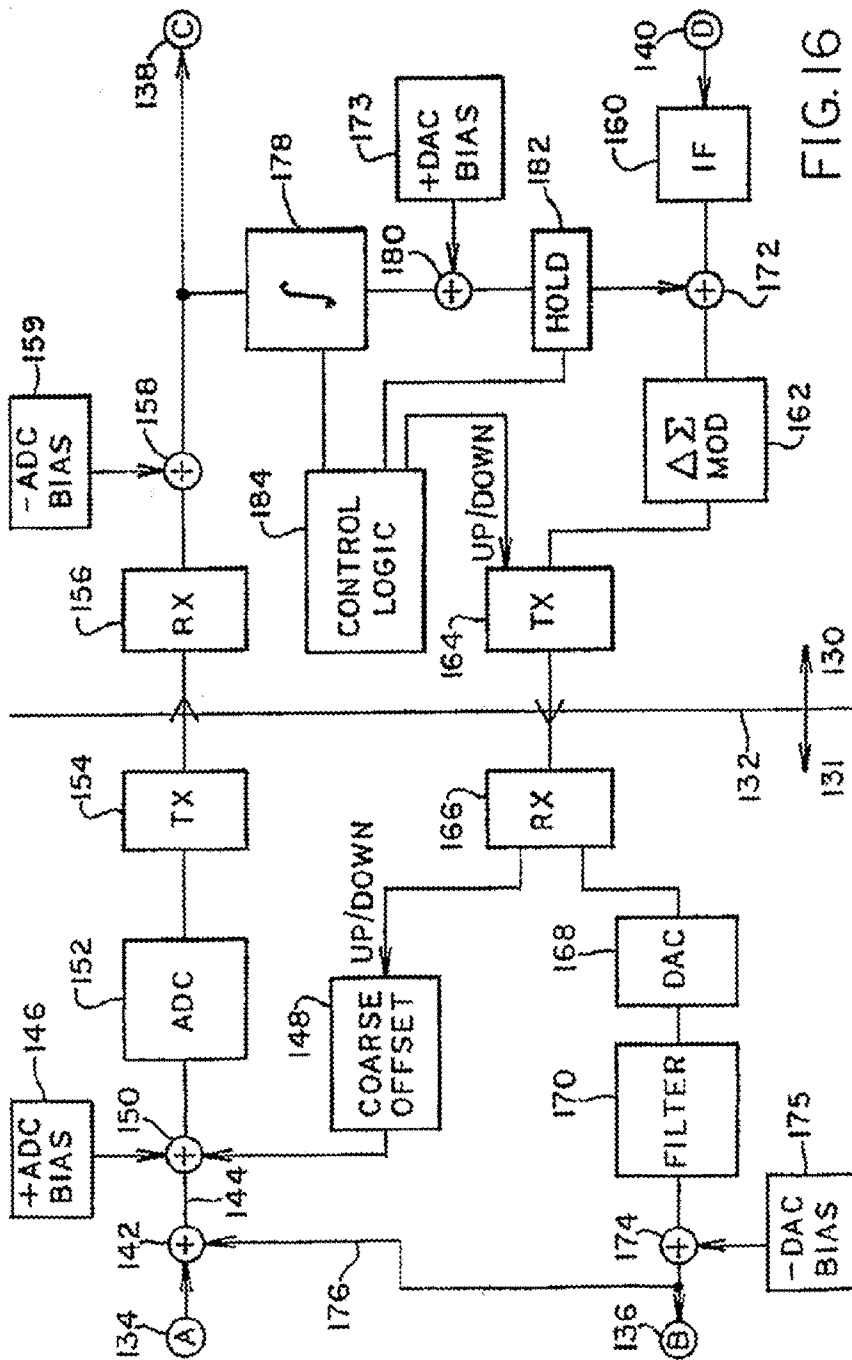 138
C
-ADC
BIAS
159
158
178
+DAC
BIAS
173
180
182
HOLD
140
D
160
IF
172
156
RX
184
CONTROL
LOGIC
UP/DOWN
164
TX
ΔΣ
MOD
162
130
131
132
154
TX
166
RX
152
ADC
UP/DOWN
148
COARSE
OFFSET
168
DAC
170
FILTER
+ADC
BIAS
146
150
144
142
134
A
176
174
-DAC
BIAS
175
136
B
FIG.16